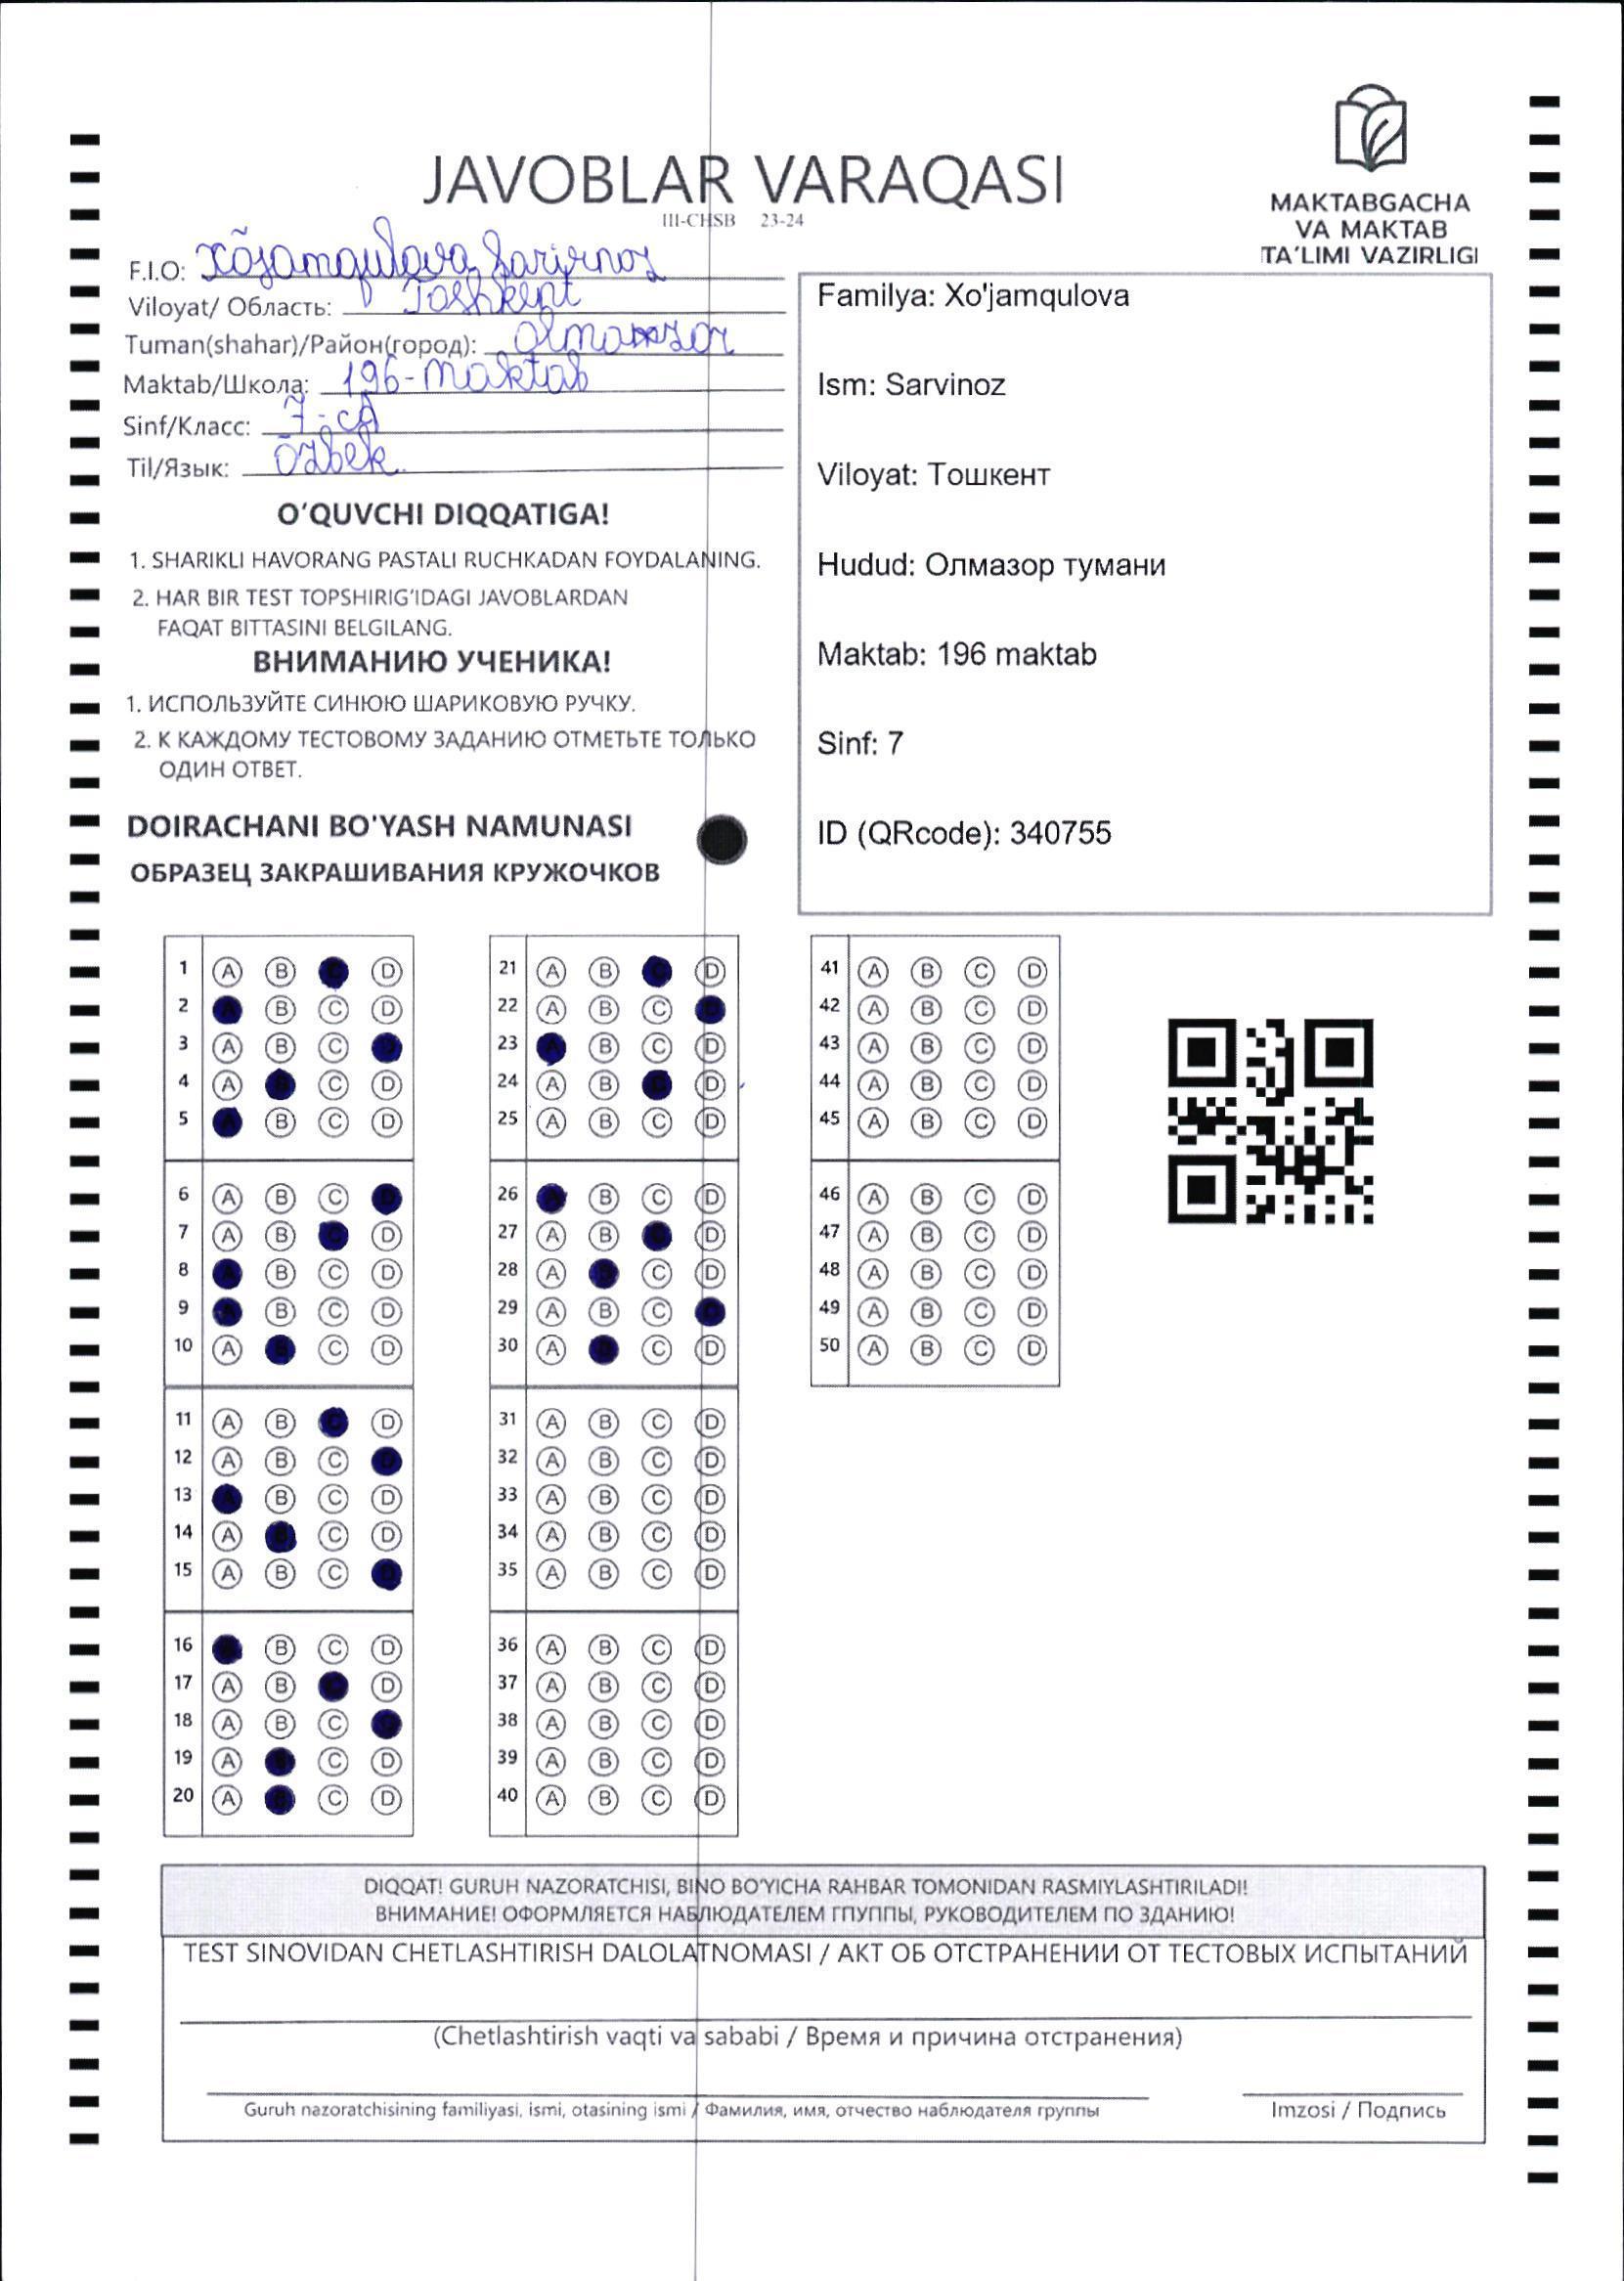 JAVOBLAR VARAQASI
III-CHSB 23-24
MAKTABGACHA
VA MAKTAB
TA'LIMI VAZIRLIGI
F.I.O: Xõjamqulova Sarvinoz
Viloyat/ Область: Toshkent
Tuman(shahar)/Район(город): Olmazor
Maktab/Школа: 196-maktab
Sinf/Класс: 7-
Til/Язык: Õzbek
Familya: Xo'jamqulova
Ism: Sarvinoz
Viloyat: Тошкент
Hudud: Олмазор тумани
Maktab: 196 maktab
Sinf: 7
ID (QRcode): 340755
O'QUVCHI DIQQATIGA!
1. SHARIKLI HAVORANG PASTALI RUCHKADAN FOYDALANING.
2. HAR BIR TEST TOPSHIRIG'IDAGI JAVOBLARDAN
FAQAT BITTASINI BELGILANG.
ВНИМАНИЮ УЧЕНИКА!
1. ИСПОЛЬЗУЙТЕ СИНЮЮ ШАРИКОВУЮ РУЧКУ.
2. К КАЖДОМУ ТЕСТОВОМУ ЗАДАНИЮ ОТМЕТЬТЕ ТОЛЬКО
ОДИН ОТВЕТ.
DOIRACHANI BO'YASH NAMUNASI
ОБРАЗЕЦ ЗАКРАШИВАНИЯ КРУЖОЧКОВ
1 A B C D
2 A B C D
3 A B C D
4 A B C D
5 A B C D
6 A B C D
7 A B C D
8 A B C D
9 A B C D
10 A B C D
11 A B C D
12 A B C D
13 A B C D
14 A B C D
15 A B C D
16 A B C D
17 A B C D
18 A B C D
19 A B C D
20 A B C D
21 A B C D
22 A B C D
23 A B C D
24 A B C D
25 A B C D
26 A B C D
27 A B C D
28 A B C D
29 A B C D
30 A B C D
31 A B C D
32 A B C D
33 A B C D
34 A B C D
35 A B C D
36 A B C D
37 A B C D
38 A B C D
39 A B C D
40 A B C D
41 A B C D
42 A B C D
43 A B C D
44 A B C D
45 A B C D
46 A B C D
47 A B C D
48 A B C D
49 A B C D
50 A B C D
DIQQAT! GURUH NAZORATCHISI, BINO BO'YICHA RAHBAR TOMONIDAN RASMIYLASHTIRILADI!
ВНИМАНИЕ! ОФОРМЛЯЕТСЯ НАБЛЮДАТЕЛЕМ ГПУППЫ, РУКОВОДИТЕЛЕМ ПО ЗДАНИЮ!
TEST SINOVIDAN CHETLASHTIRISH DALOLATNOMASI / АКТ ОБ ОТСТРАНЕНИИ ОТ ТЕСТОВЫХ ИСПЫТАНИЙ
(Chetlashtirish vaqti va sababi / Время и причина отстранения)
Guruh nazoratchisining familiyasi, ismi, otasining ismi / Фамилия, имя, отчество наблюдателя группы
Imzosi / Подпись